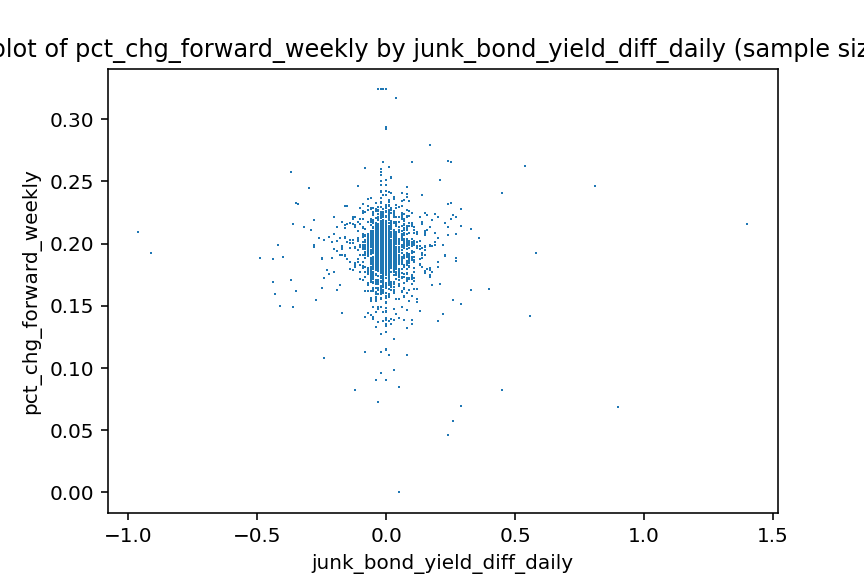 plot of pct_chg_forward_weekly by junk_bond_yield_diff_daily (sample siz
0.30
0.25
0.20
0.15
0.10
0.05
0.00
pct_chg_forward_weekly
−1.0 −0.5 0.0 0.5 1.0 1.5
junk_bond_yield_diff_daily